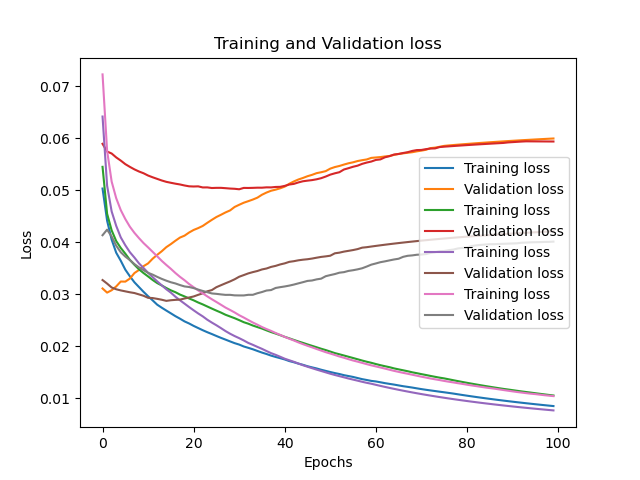 Training and Validation loss
Loss
0.07
0.06
0.05
0.04
0.03
0.02
0.01
Training loss
Validation loss
Training loss
Validation loss
Training loss
Validation loss
Training loss
Validation loss
0 20 40 60 80 100
Epochs